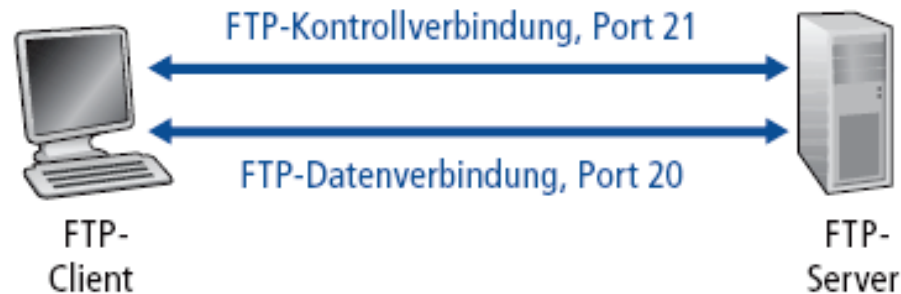 FTP-Kontrollverbindung, Port 21
FTP-Datenverbindung, Port 20
FTP-
Client
FTP-
Server